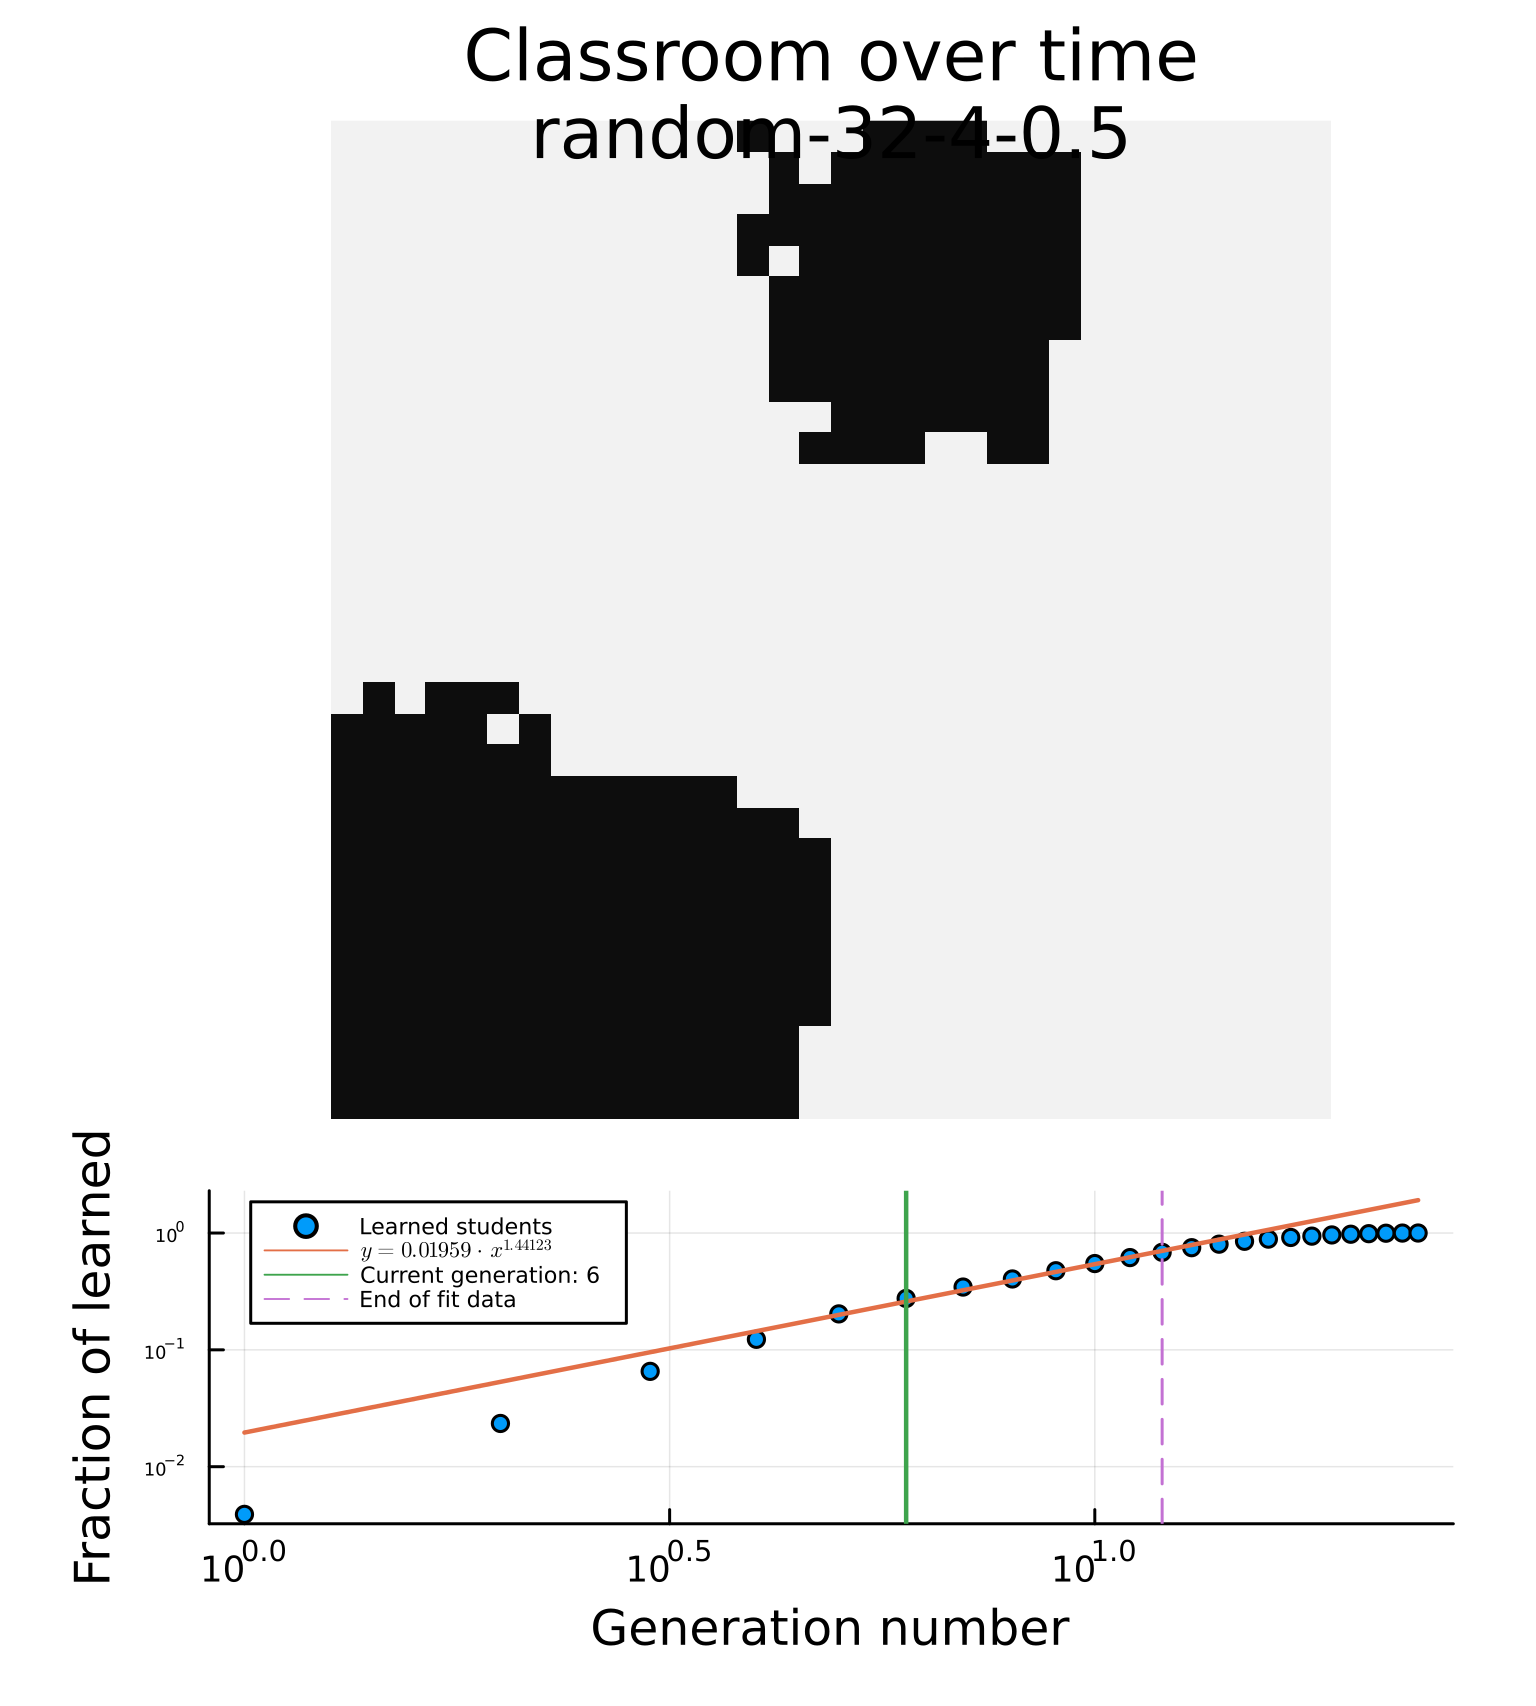 Classroom over time
random-32-4-0.5
Fraction of learned
10⁰
10⁻¹
10⁻²
Learned students
y = 0.01959 · x^1.44123
Current generation: 6
End of fit data
10^0.0
10^0.5
10^1.0
Generation number